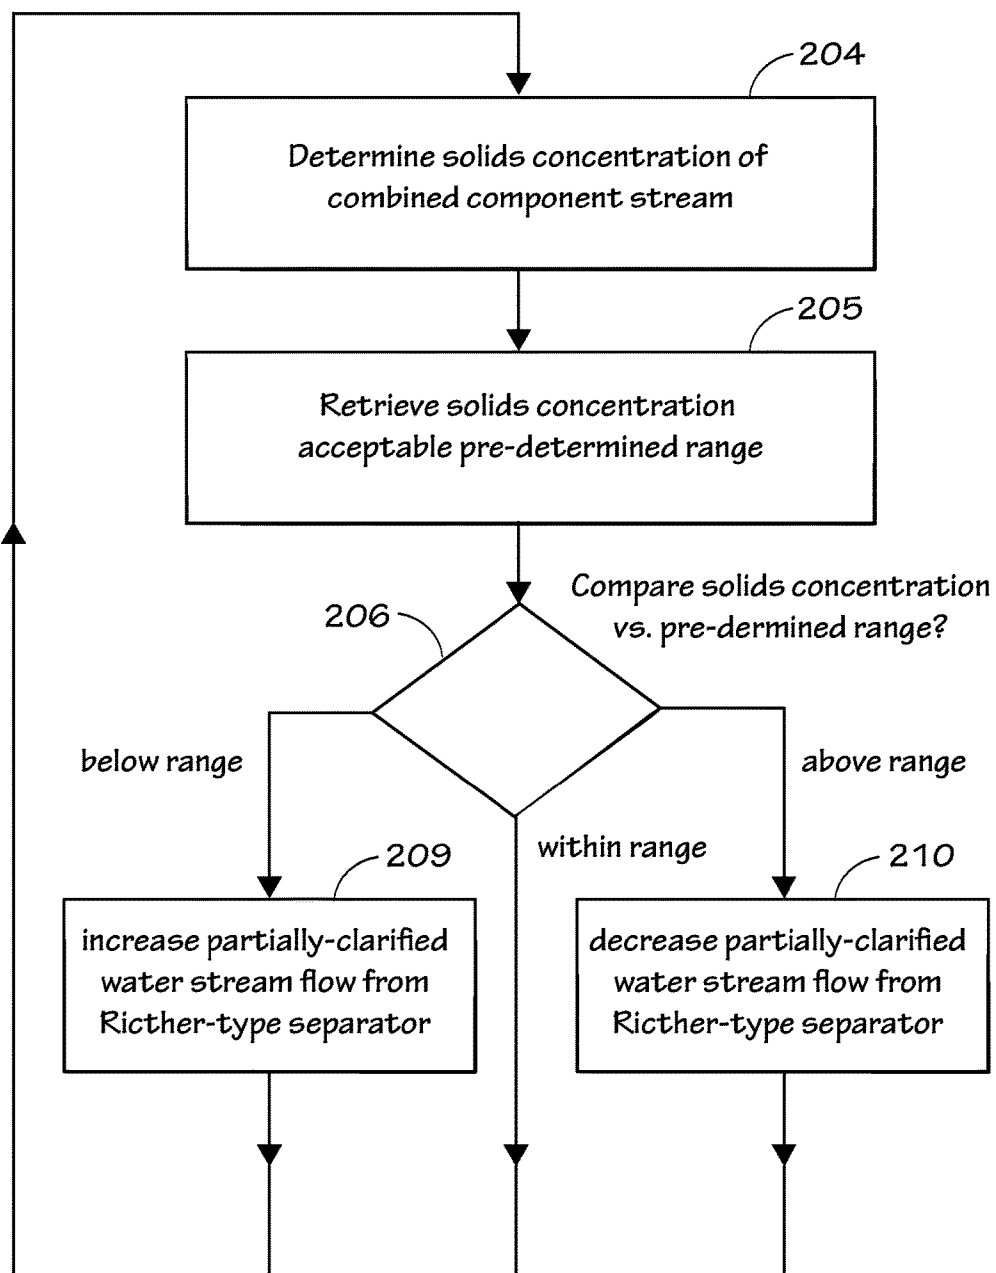 204
Determine solids concentration of
combined component stream
205
Retrieve solids concentration
acceptable pre-determined range
Compare solids concentration
vs. pre-dermined range?
206
below range
above range
within range
209
210
increase partially-clarified
water stream flow from
Ricther-type separator
decrease partially-clarified
water stream flow from
Ricther-type separator